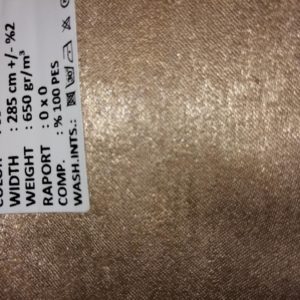 WIDTH : 285 cm +/- %2
WEIGHT : 650 gr/m³
RAPORT : 0 x 0
COMP. : % 100 PES
WASH.INTS.: